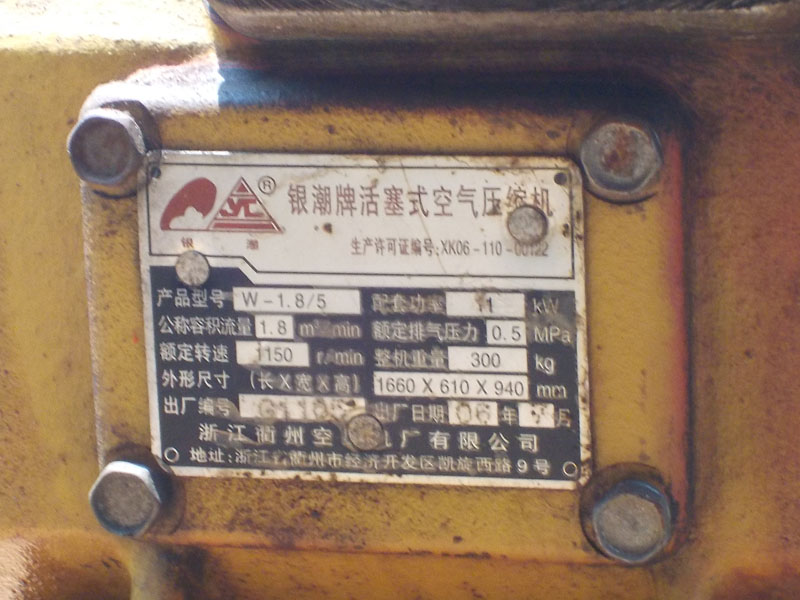 YC ®
银潮牌活塞式空气压缩机
银潮
生产许可证编号:XK06-110-00122
产品型号 W-1.8/5 配套功率 11 kW
公称容积流量 1.8 m³/min 额定排气压力 0.5 MPa
额定转速 1150 r/min 整机重量 300 kg
外形尺寸 (长X宽X高) 1660 X 610 X 940 mm
出厂编号 出厂日期 06 年 月
浙江衢州空 机厂有限公司
地址:浙江省衢州市经济开发区凯旋西路9号